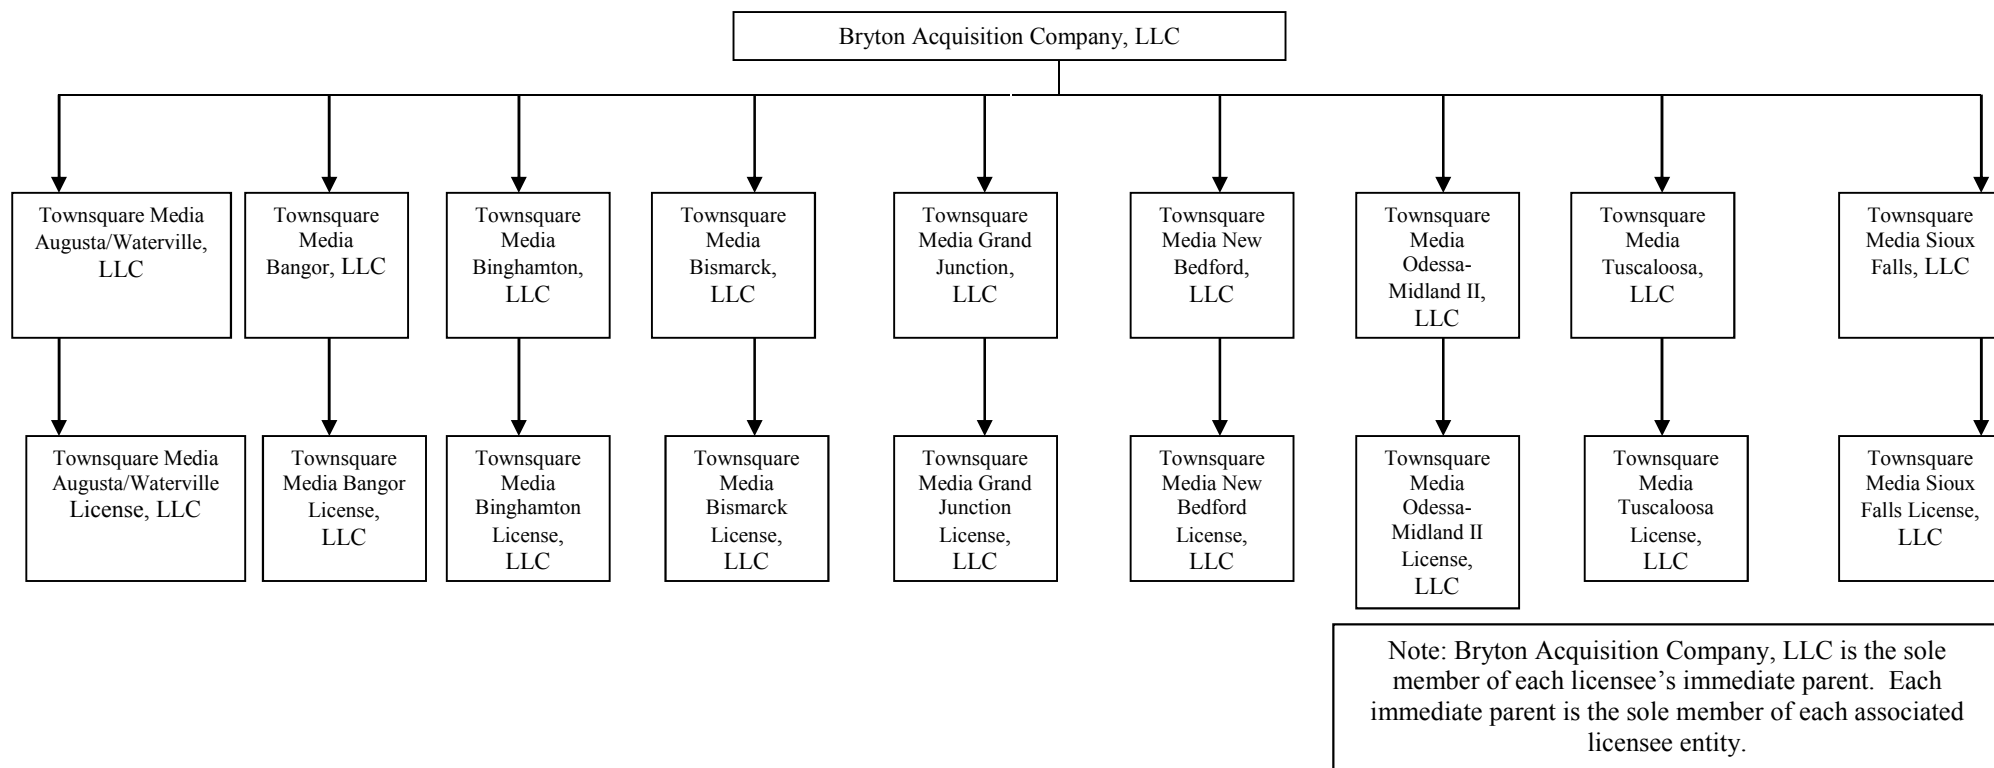 Bryton Acquisition Company, LLC
Townsquare Media
Augusta/Waterville,
LLC
Townsquare
Media
Bangor, LLC
Townsquare
Media
Binghamton,
LLC
Townsquare
Media
Bismarck,
LLC
Townsquare
Media Grand
Junction,
LLC
Townsquare
Media New
Bedford,
LLC
Townsquare
Media
Odessa-
Midland II,
LLC
Townsquare
Media
Tuscaloosa,
LLC
Townsquare
Media Sioux
Falls, LLC
Townsquare Media
Augusta/Waterville
License, LLC
Townsquare
Media Bangor
License,
LLC
Townsquare
Media
Binghamton
License,
LLC
Townsquare
Media
Bismarck
License,
LLC
Townsquare
Media Grand
Junction
License,
LLC
Townsquare
Media New
Bedford
License,
LLC
Townsquare
Media
Odessa-
Midland II
License,
LLC
Townsquare
Media
Tuscaloosa
License,
LLC
Townsquare
Media Sioux
Falls License,
LLC
Note: Bryton Acquisition Company, LLC is the sole
member of each licensee’s immediate parent.  Each
immediate parent is the sole member of each associated
licensee entity.